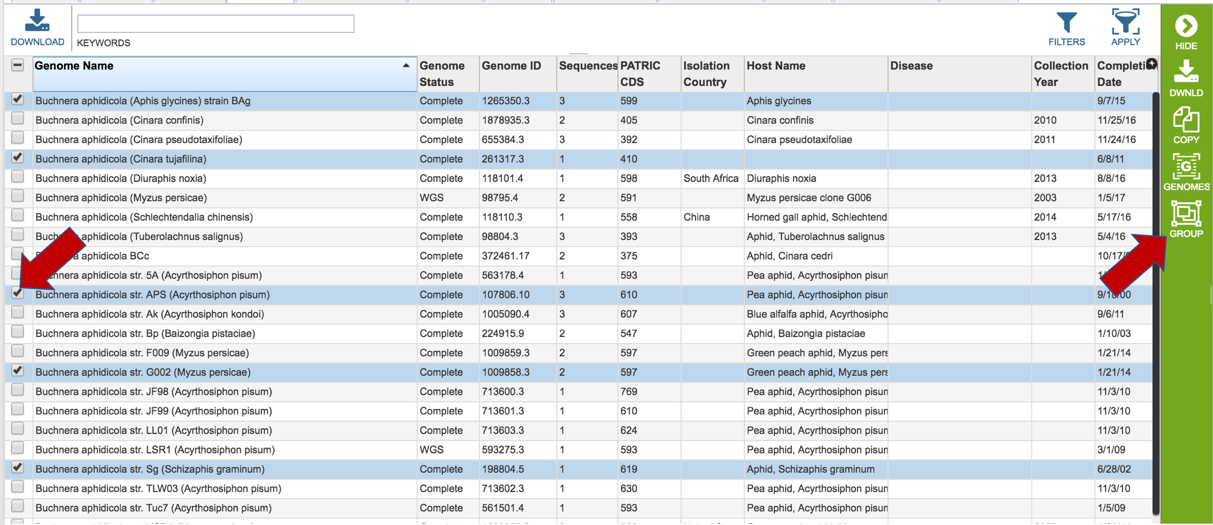 DOWNLOAD
KEYWORDS
FILTERS
APPLY
HIDE
DWNLD
COPY
GENOMES
GROUP
Genome Name Genome Status Genome ID Sequences PATRIC CDS Isolation Country Host Name Disease Collection Year Completi Date
Buchnera aphidicola (Aphis glycines) strain BAg Complete 1265350.3 3 599 Aphis glycines 9/7/15
Buchnera aphidicola (Cinara confinis) Complete 1878935.3 2 405 Cinara confinis 2010 11/25/16
Buchnera aphidicola (Cinara pseudotaxifoliae) Complete 655384.3 3 392 Cinara pseudotaxifoliae 2011 11/24/16
Buchnera aphidicola (Cinara tujafilina) Complete 261317.3 1 410 6/8/11
Buchnera aphidicola (Diuraphis noxia) Complete 118101.4 1 598 South Africa Diuraphis noxia 2013 8/8/16
Buchnera aphidicola (Myzus persicae) WGS 98795.4 2 591 Myzus persicae clone G006 2003 1/5/17
Buchnera aphidicola (Schlechtendalia chinensis) Complete 118110.3 1 558 China Horned gall aphid, Schlechtend 2014 5/17/16
Buchnera aphidicola (Tuberolachnus salignus) Complete 98804.3 3 393 Aphid, Tuberolachnus salignus 2013 5/4/16
aphidicola BCc Complete 372461.17 2 375 Aphid, Cinara cedri 10/17/
aphidicola str. 5A (Acyrthosiphon pisum) Complete 563178.4 1 593 Pea aphid, Acyrthosiphon pisun
Buchnera aphidicola str. APS (Acyrthosiphon pisum) Complete 107806.10 3 610 Pea aphid, Acyrthosiphon pisun 9/18/00
Buchnera aphidicola str. Ak (Acyrthosiphon kondoi) Complete 1005090.4 3 607 Blue alfalfa aphid, Acyrthosipho 9/6/11
Buchnera aphidicola str. Bp (Baizongia pistaciae) Complete 224915.9 2 547 Aphid, Baizongia pistaciae 1/10/03
Buchnera aphidicola str. F009 (Myzus persicae) Complete 1009859.3 2 597 Green peach aphid, Myzus pers 1/21/14
Buchnera aphidicola str. G002 (Myzus persicae) Complete 1009858.3 2 597 Green peach aphid, Myzus pers 1/21/14
Buchnera aphidicola str. JF98 (Acyrthosiphon pisum) Complete 713600.3 1 769 Pea aphid, Acyrthosiphon pisun 11/3/10
Buchnera aphidicola str. JF99 (Acyrthosiphon pisum) Complete 713601.3 1 610 Pea aphid, Acyrthosiphon pisun 11/3/10
Buchnera aphidicola str. LL01 (Acyrthosiphon pisum) Complete 713603.3 1 624 Pea aphid, Acyrthosiphon pisun 11/3/10
Buchnera aphidicola str. LSR1 (Acyrthosiphon pisum) WGS 593275.3 1 593 Pea aphid, Acyrthosiphon pisun 3/1/09
Buchnera aphidicola str. Sg (Schizaphis graminum) Complete 198804.5 1 619 Aphid, Schizaphis graminum 6/28/02
Buchnera aphidicola str. TLW03 (Acyrthosiphon pisum) Complete 713602.3 1 630 Pea aphid, Acyrthosiphon pisun 11/3/10
Buchnera aphidicola str. Tuc7 (Acyrthosiphon pisum) Complete 561501.4 1 593 Pea aphid, Acyrthosiphon pisun 1/5/09